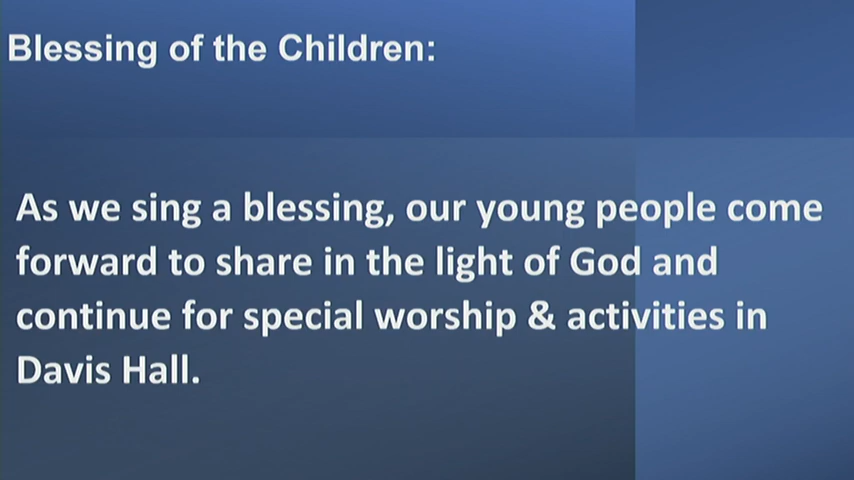 Blessing of the Children:
As we sing a blessing, our young people come
forward to share in the light of God and
continue for special worship & activities in
Davis Hall.